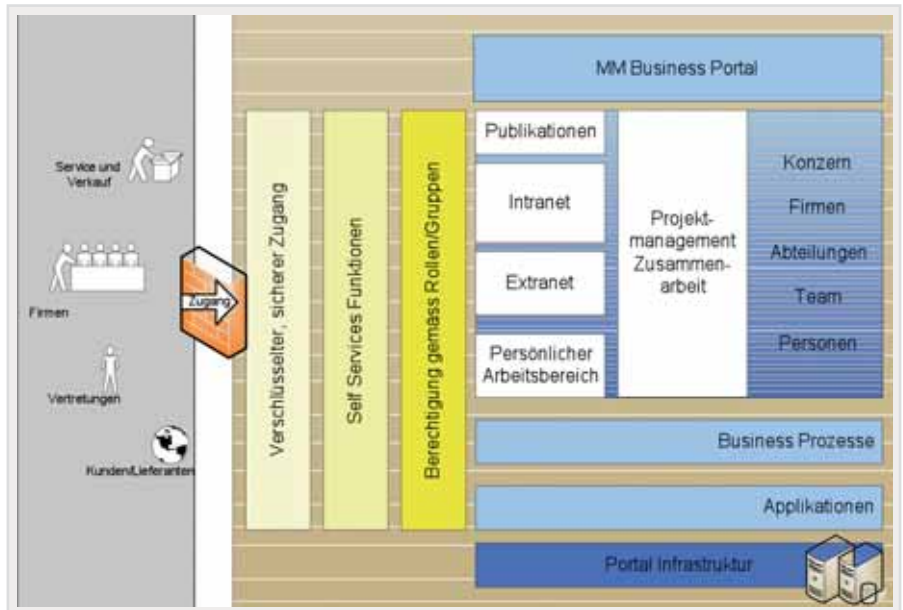 Service und
Verkauf
Firmen
Vertretungen
Kunden/Lieferanten
Zugang
Verschlüsselter, sicherer Zugang
Self Services Funktionen
Berechtigung gemäss Rollen/Gruppen
MM Business Portal
Publikationen
Intranet
Extranet
Persönlicher
Arbeitsbereich
Projekt-
management
Zusammen-
arbeit
Konzern
Firmen
Abteilungen
Team
Personen
Business Prozesse
Applikationen
Portal Infrastruktur